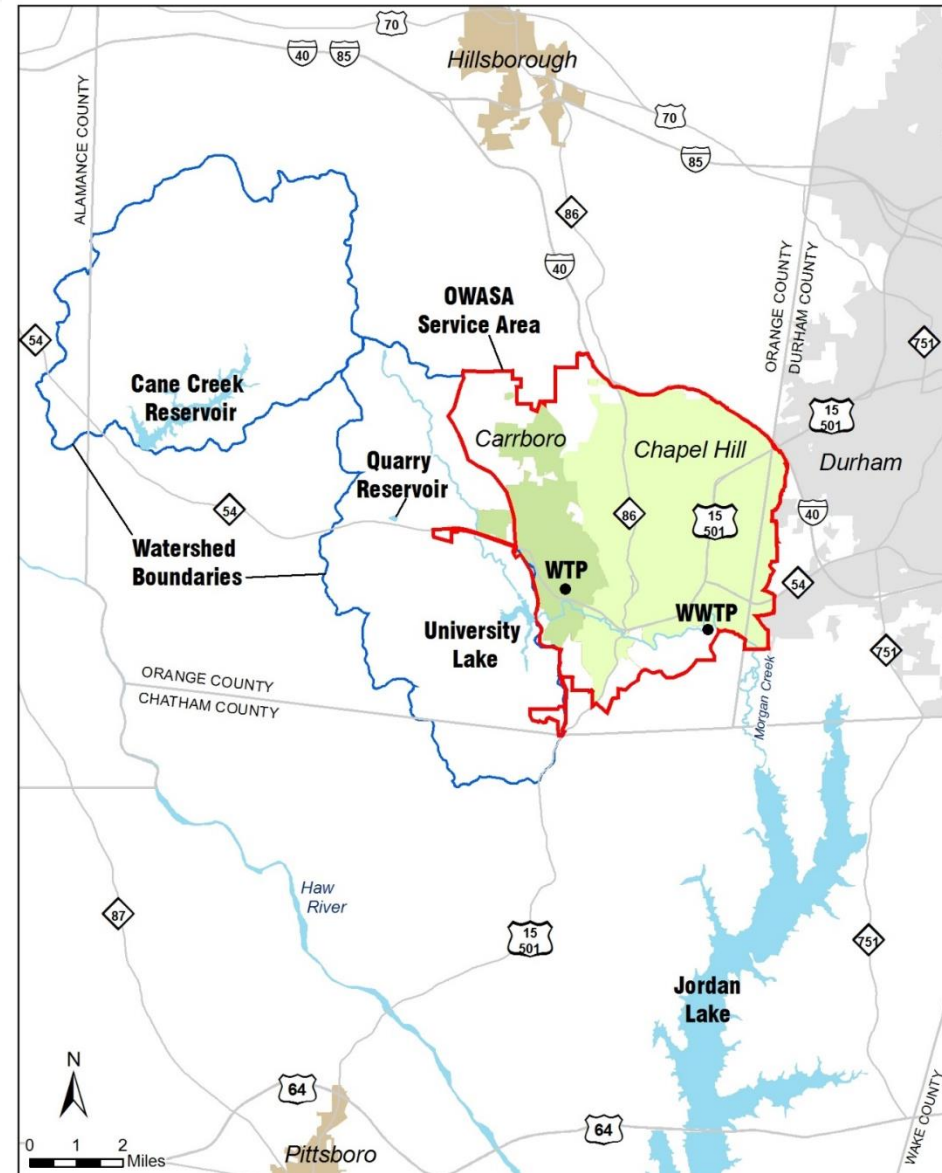 70
40
85
Hillsborough
70
85
ALAMANCE COUNTY
86
40
ORANGE COUNTY
DURHAM COUNTY
OWASA
Service Area
54
751
Cane Creek
Reservoir
15
501
Carrboro
Chapel Hill
Durham
Quarry
Reservoir
54
86
15
501
40
Watershed
Boundaries
WTP
54
WWTP
University
Lake
751
ORANGE COUNTY
CHATHAM COUNTY
Morgan Creek
Haw
River
87
15
501
751
Jordan
Lake
N
64
64
WAKE COUNTY
0 1 2
Miles
Pittsboro